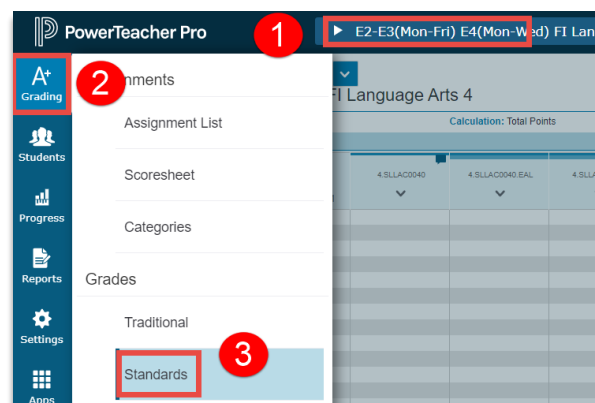 PowerTeacher Pro
1
E2-E3(Mon-Fri) E4(Mon-Wed) FI Lan
A+
Grading
2
nments
FI Language Arts 4
Assignment List
Calculation: Total Points
Students
Scoresheet
4.SLLAC0040
4.SLLAC0040.EAL
4.SLLA
Progress
Categories
Reports
Grades
Settings
Traditional
3
Standards
Apps